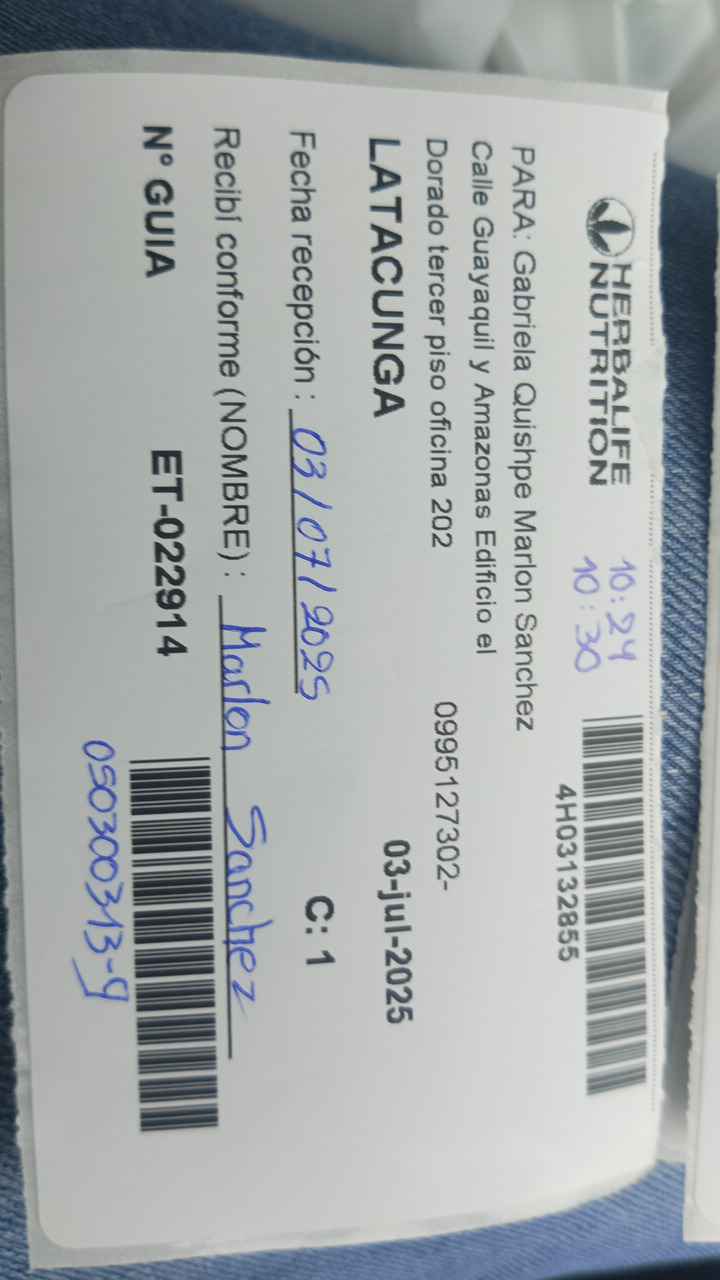 HERBALIFE
NUTRITION
10:24
10:30
4H03132855
PARA: Gabriela Quishpe Marlon Sanchez
Calle Guayaquil y Amazonas Edificio el
Dorado tercer piso oficina 202 0995127302-
LATACUNGA 03-jul-2025
Fecha recepción : 03/07/2025 C: 1
Recibí conforme (NOMBRE) : Marlon Sanchez
N° GUIA ET-022914
050300313-9